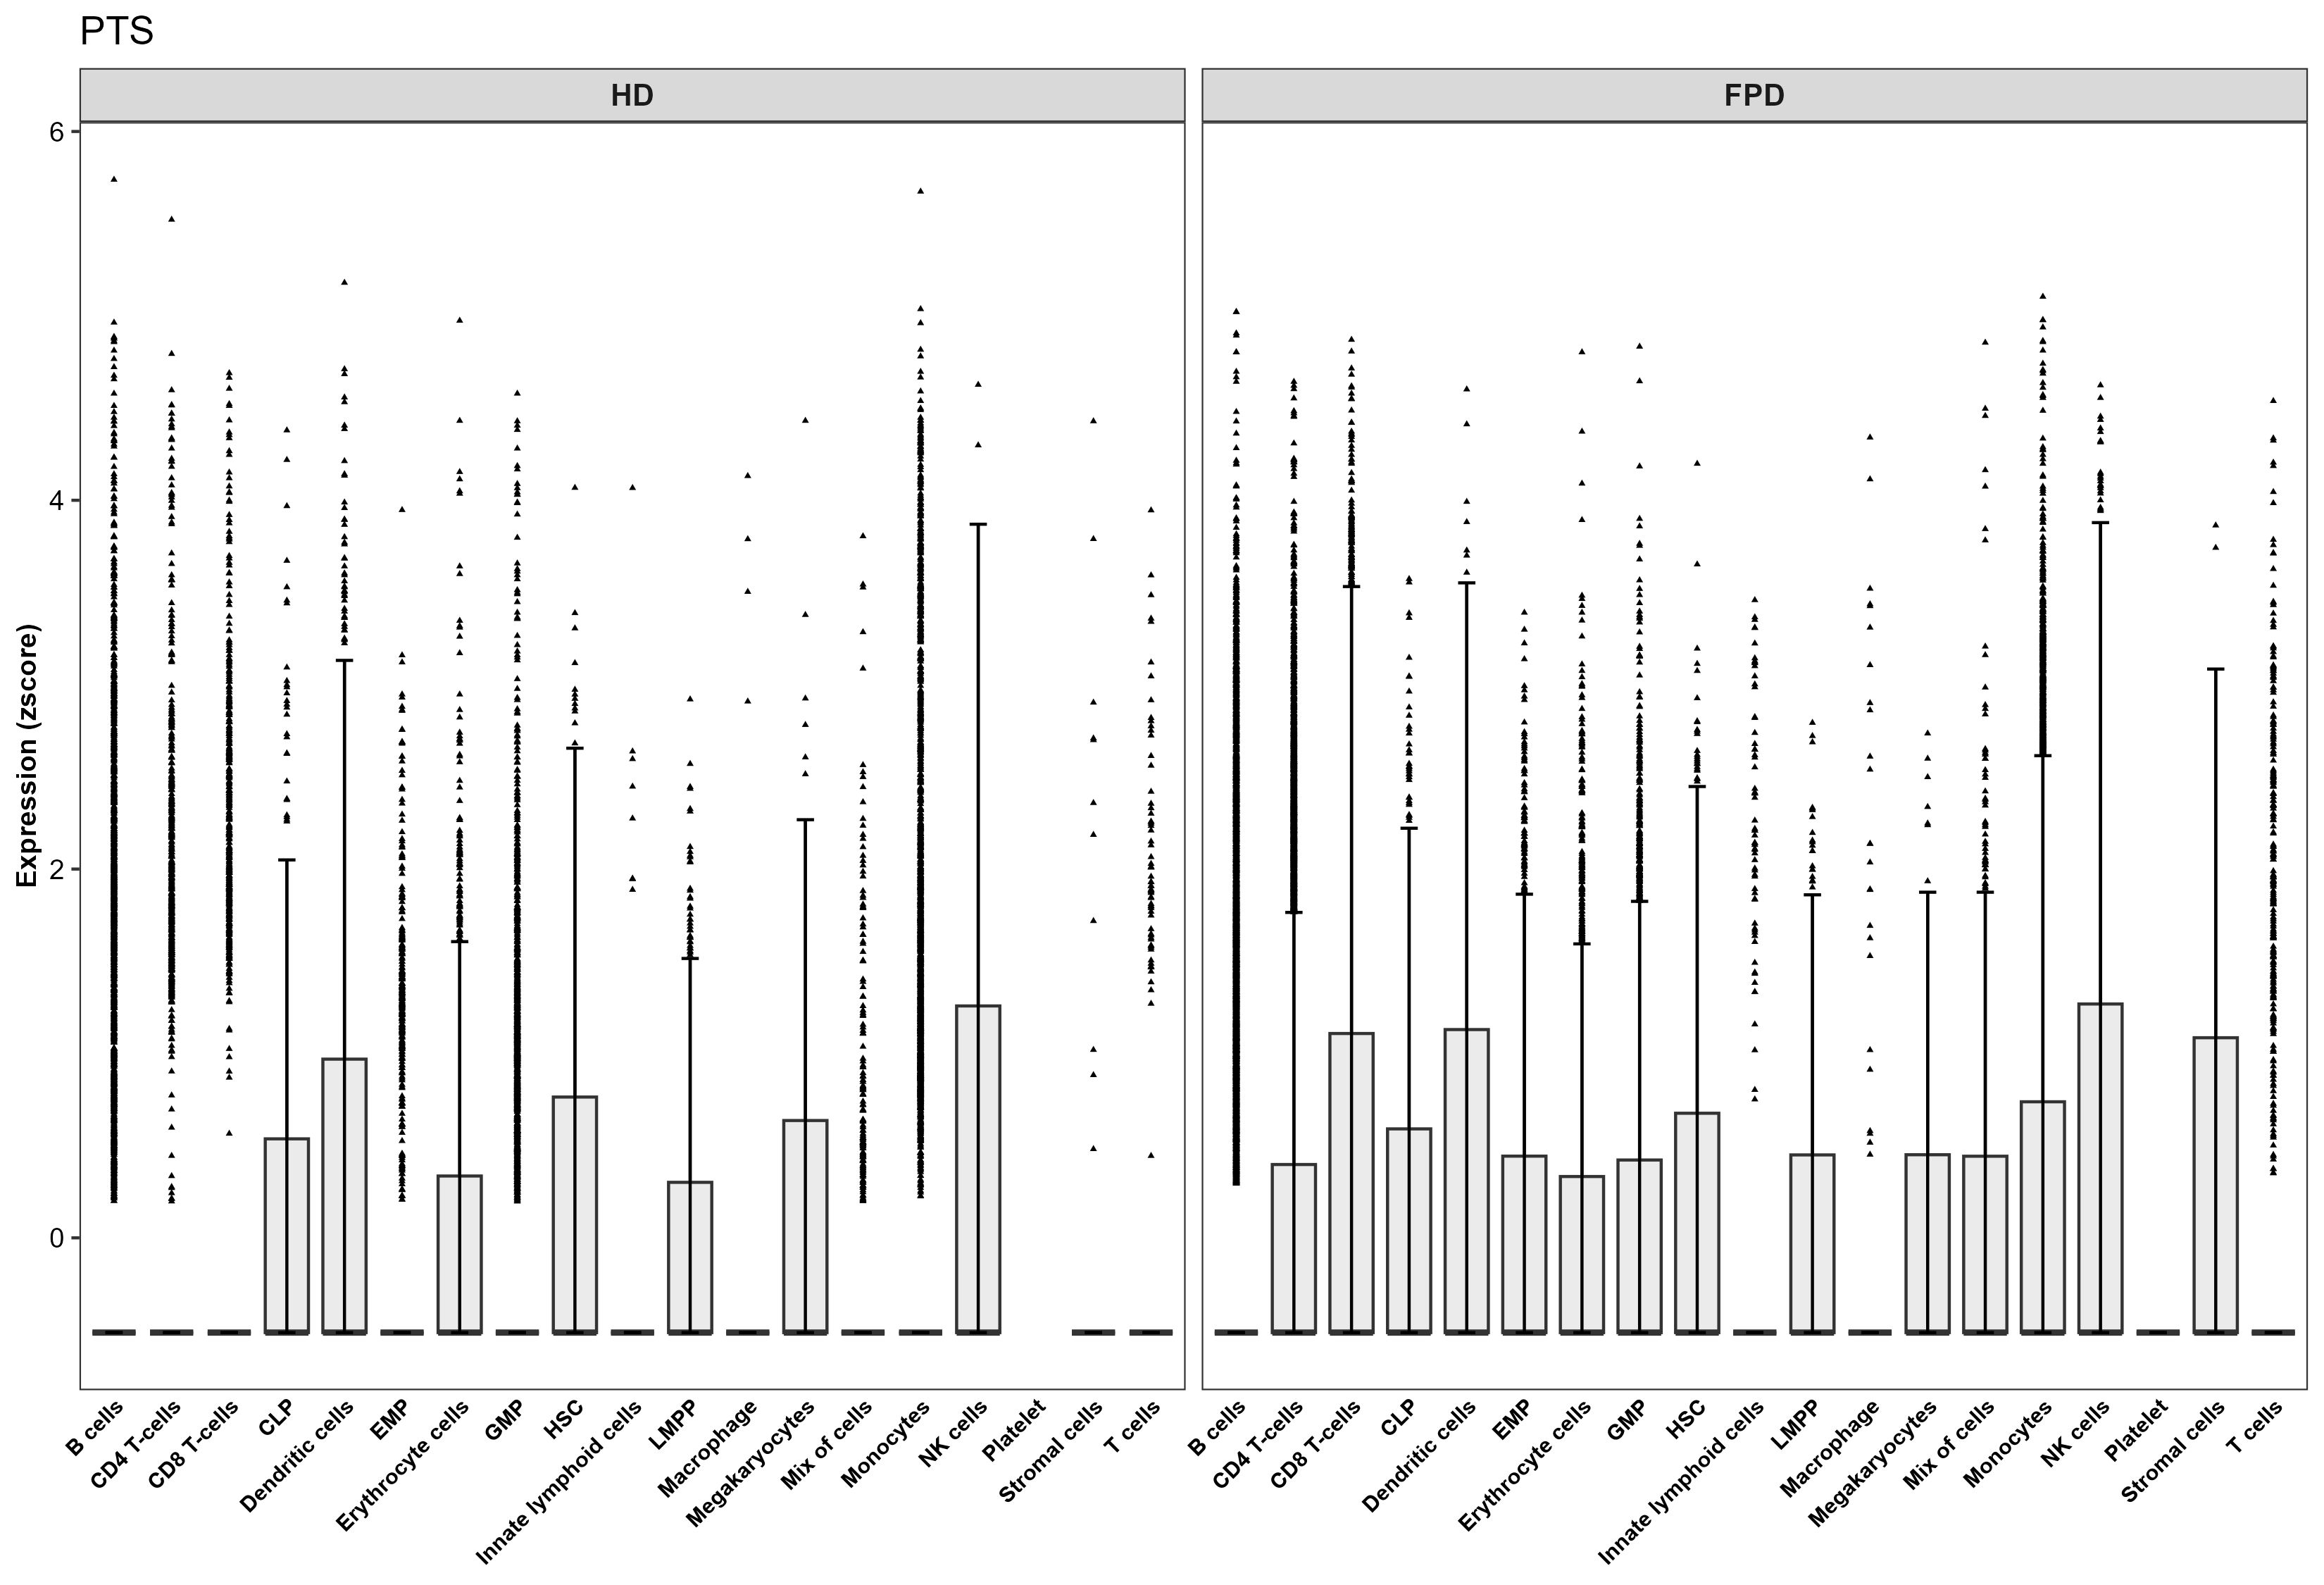 PTS
HD
FPD
Expression (zscore)
6
4
2
0
B cells
CD4 T-cells
CD8 T-cells
CLP
Dendritic cells
EMP
Erythrocyte cells
GMP
HSC
Innate lymphoid cells
LMPP
Macrophage
Megakaryocytes
Mix of cells
Monocytes
NK cells
Platelet
Stromal cells
T cells
B cells
CD4 T-cells
CD8 T-cells
CLP
Dendritic cells
EMP
Erythrocyte cells
GMP
HSC
Innate lymphoid cells
LMPP
Macrophage
Megakaryocytes
Mix of cells
Monocytes
NK cells
Platelet
Stromal cells
T cells